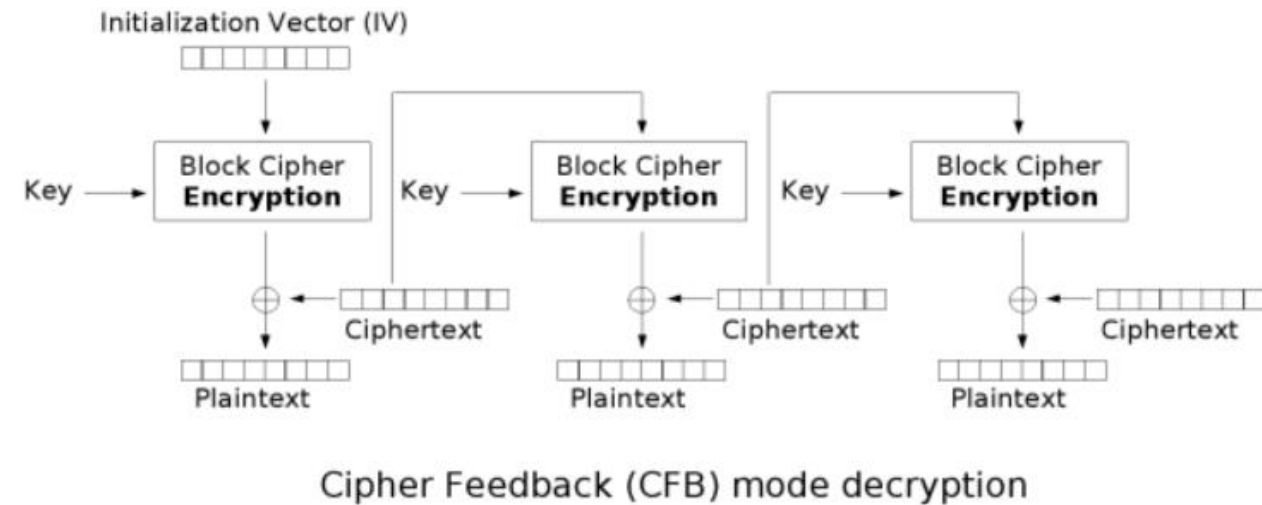 Initialization Vector (IV)
Key
Block Cipher
Encryption
Key
Block Cipher
Encryption
Key
Block Cipher
Encryption
Ciphertext
Ciphertext
Ciphertext
Plaintext
Plaintext
Plaintext
Cipher Feedback (CFB) mode decryption